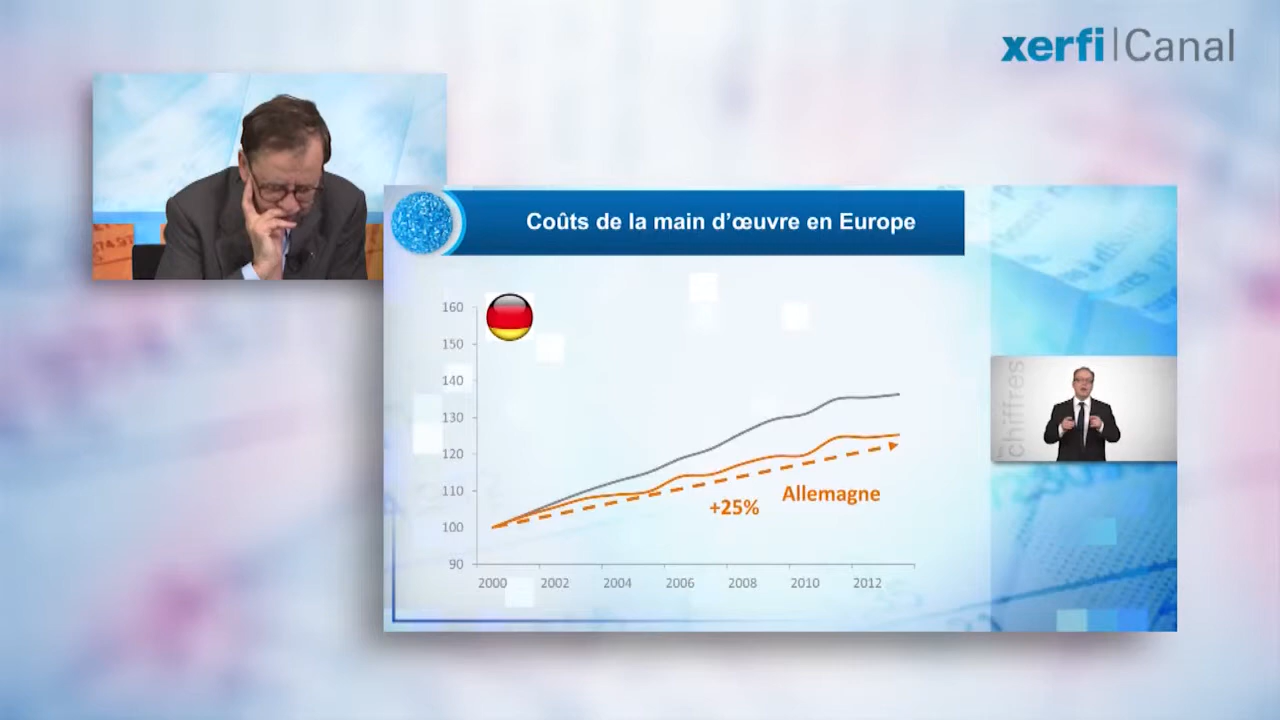 xerfi Canal
Coûts de la main d'œuvre en Europe
160
150
140
130
120
110
100
90
+25%
Allemagne
2000 2002 2004 2006 2008 2010 2012
chiffres